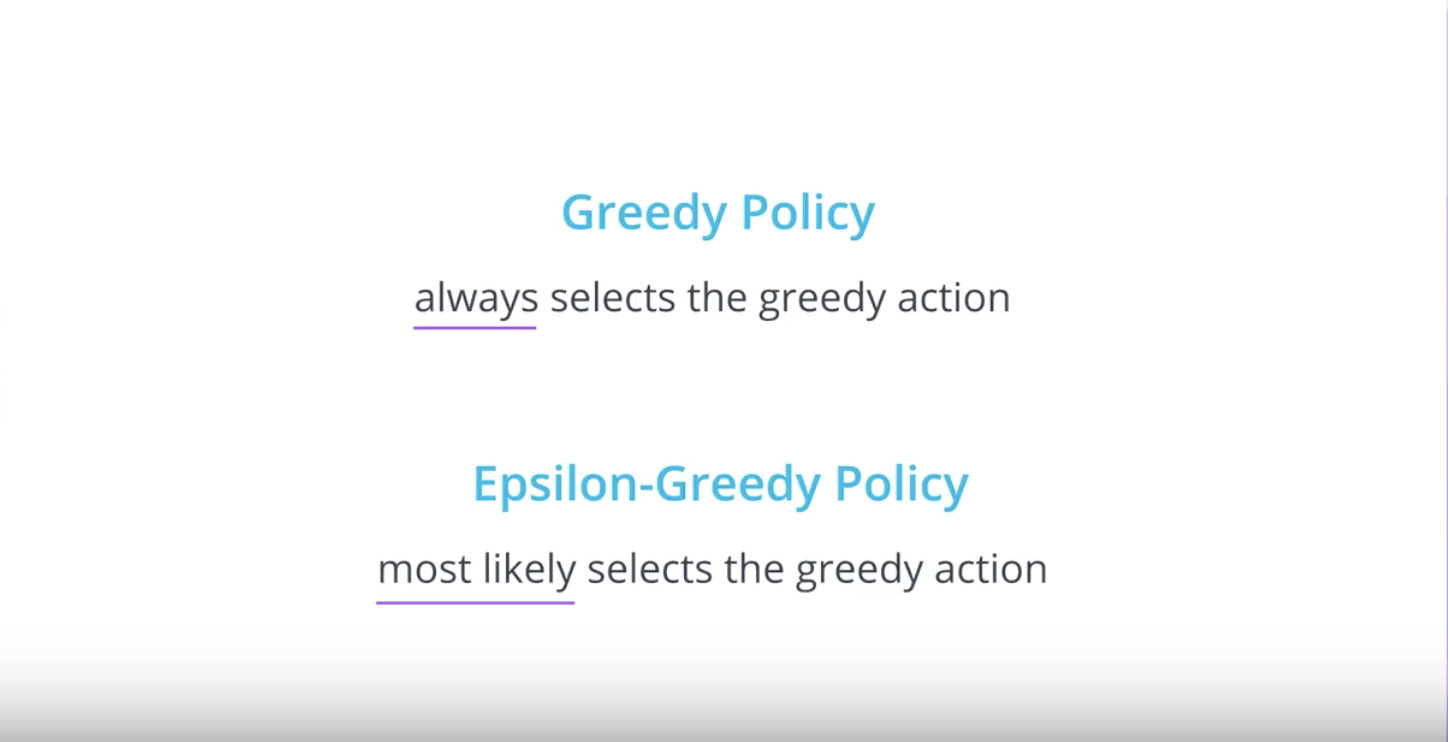 Greedy Policy
always selects the greedy action
Epsilon-Greedy Policy
most likely selects the greedy action